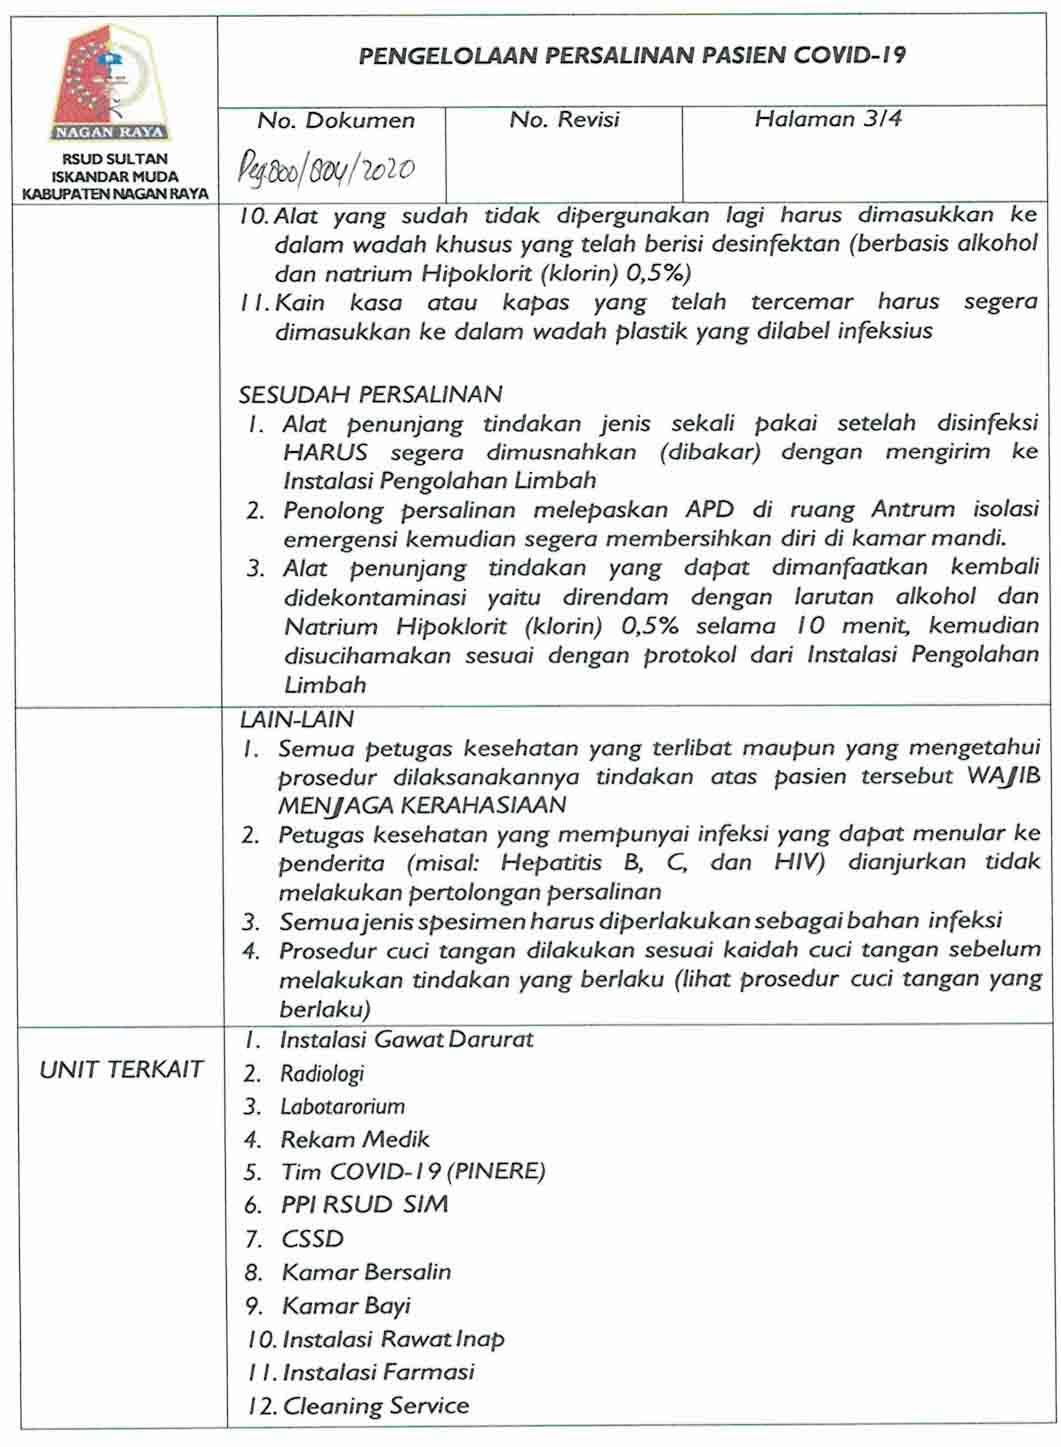 PENGELOLAAN PERSALINAN PASIEN COVID-19
NAGAN RAYA
RSUD SULTAN
ISKANDAR MUDA
KABUPATEN NAGAN RAYA
No. Dokumen
No. Revisi
Halaman 3/4
Peg.800/804/2020
10. Alat yang sudah tidak dipergunakan lagi harus dimasukkan ke
dalam wadah khusus yang telah berisi desinfektan (berbasis alkohol
dan natrium Hipoklorit (klorin) 0,5%)
11. Kain kasa atau kapas yang telah tercemar harus segera
dimasukkan ke dalam wadah plastik yang dilabel infeksius
SESUDAH PERSALINAN
1. Alat penunjang tindakan jenis sekali pakai setelah disinfeksi
HARUS segera dimusnahkan (dibakar) dengan mengirim ke
Instalasi Pengolahan Limbah
2. Penolong persalinan melepaskan APD di ruang Antrum isolasi
emergensi kemudian segera membersihkan diri di kamar mandi.
3. Alat penunjang tindakan yang dapat dimanfaatkan kembali
didekontaminasi yaitu direndam dengan larutan alkohol dan
Natrium Hipoklorit (klorin) 0,5% selama 10 menit, kemudian
disucihamakan sesuai dengan protokol dari Instalasi Pengolahan
Limbah
LAIN-LAIN
1. Semua petugas kesehatan yang terlibat maupun yang mengetahui
prosedur dilaksanakannya tindakan atas pasien tersebut WAJIB
MENJAGA KERAHASIAAN
2. Petugas kesehatan yang mempunyai infeksi yang dapat menular ke
penderita (misal: Hepatitis B, C, dan HIV) dianjurkan tidak
melakukan pertolongan persalinan
3. Semua jenis spesimen harus diperlakukan sebagai bahan infeksi
4. Prosedur cuci tangan dilakukan sesuai kaidah cuci tangan sebelum
melakukan tindakan yang berlaku (lihat prosedur cuci tangan yang
berlaku)
UNIT TERKAIT
1. Instalasi Gawat Darurat
2. Radiologi
3. Labotarorium
4. Rekam Medik
5. Tim COVID-19 (PINERE)
6. PPI RSUD SIM
7. CSSD
8. Kamar Bersalin
9. Kamar Bayi
10. Instalasi Rawat Inap
11. Instalasi Farmasi
12. Cleaning Service